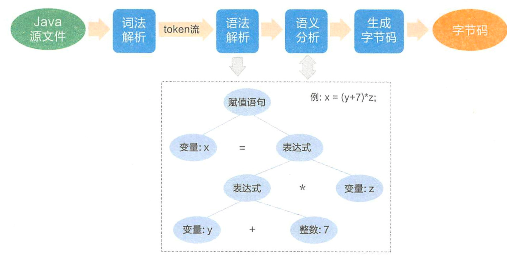 Java
源文件
词法
解析
token流
语法
解析
语义
分析
生成
字节码
字节码
赋值语句
例: x = (y+7)*z;
变量: x
=
表达式
表达式
*
变量: z
变量: y
+
整数: 7